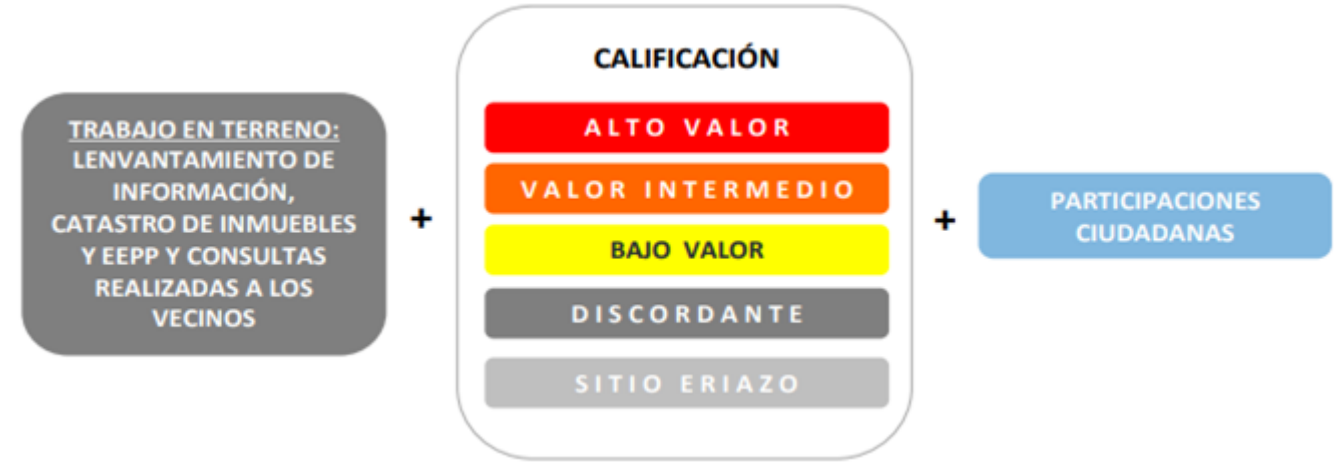 TRABAJO EN TERRENO:
LENVANTAMIENTO DE
INFORMACIÓN,
CATASTRO DE INMUEBLES
Y EEPP Y CONSULTAS
REALIZADAS A LOS
VECINOS
+
CALIFICACIÓN
ALTO VALOR
VALOR INTERMEDIO
BAJO VALOR
DISCORDANTE
SITIO ERIAZO
+
PARTICIPACIONES
CIUDADANAS